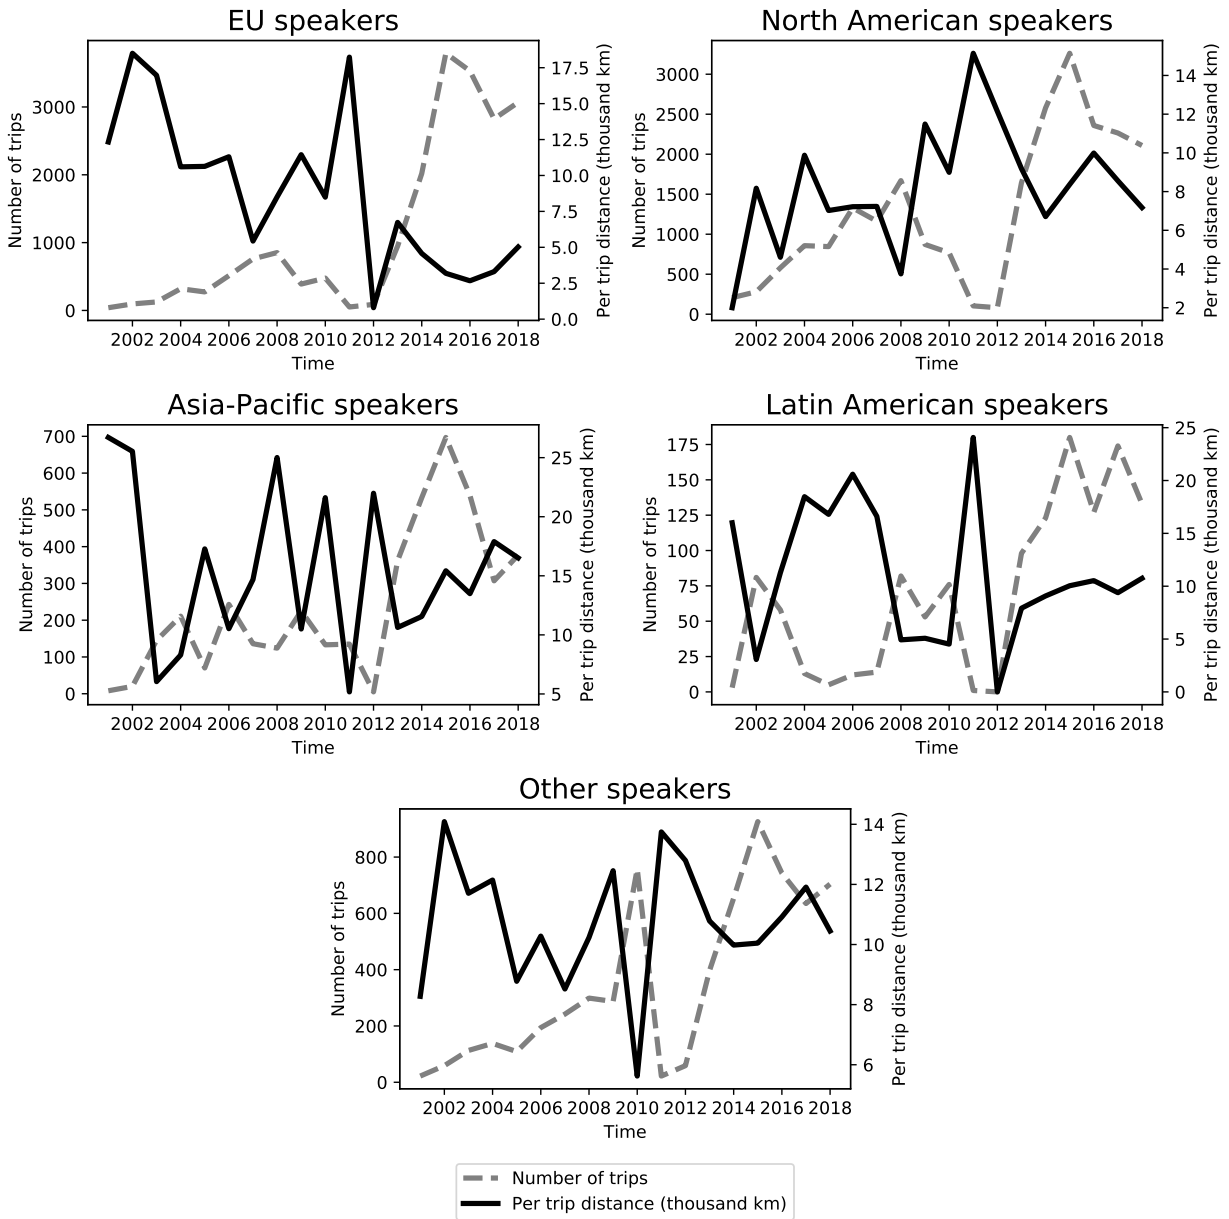 EU speakers
Number of trips
3000
2000
1000
0
17.5
15.0
12.5
10.0
7.5
5.0
2.5
0.0
Per trip distance (thousand km)
2002 2004 2006 2008 2010 2012 2014 2016 2018
Time
North American speakers
Number of trips
3000
2500
2000
1500
1000
500
0
14
12
10
8
6
4
2
Per trip distance (thousand km)
2002 2004 2006 2008 2010 2012 2014 2016 2018
Time
Asia-Pacific speakers
Number of trips
700
600
500
400
300
200
100
0
25
20
15
10
5
Per trip distance (thousand km)
2002 2004 2006 2008 2010 2012 2014 2016 2018
Time
Latin American speakers
Number of trips
175
150
125
100
75
50
25
0
25
20
15
10
5
0
Per trip distance (thousand km)
2002 2004 2006 2008 2010 2012 2014 2016 2018
Time
Other speakers
Number of trips
800
600
400
200
0
14
12
10
8
6
Per trip distance (thousand km)
2002 2004 2006 2008 2010 2012 2014 2016 2018
Time
Number of trips
Per trip distance (thousand km)